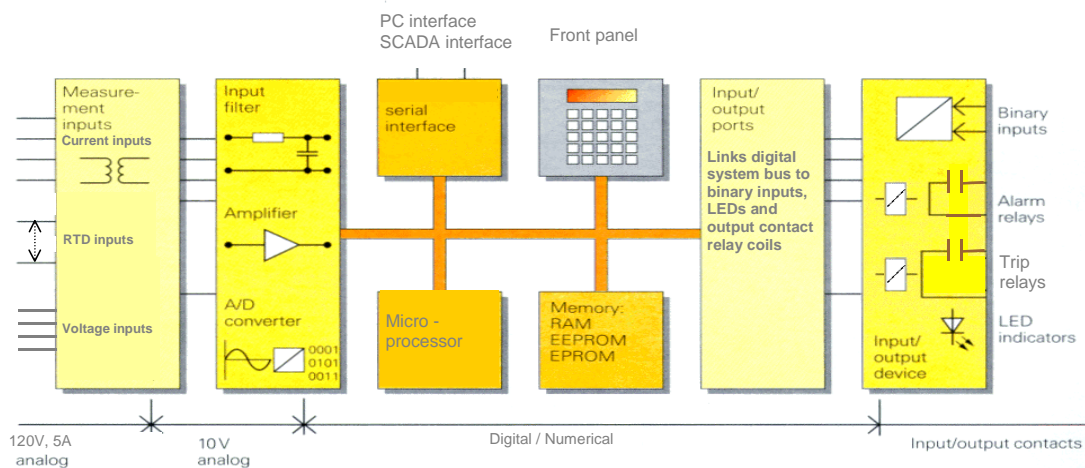 PC interface
SCADA interface
Front panel
Measure-
ment
inputs
Current inputs
RTD inputs
Voltage inputs
Input
filter
Amplifier
A/D
converter
0001
0101
0011
serial
interface
Micro -
processor
Memory:
RAM
EEPROM
EPROM
Input/
output
ports
Links digital
system bus to
binary inputs,
LEDs and
output contact
relay coils
Input/
output
device
Binary
inputs
Alarm
relays
Trip
relays
LED
indicators
120V, 5A
analog
10 V
analog
Digital / Numerical
Input/output contacts